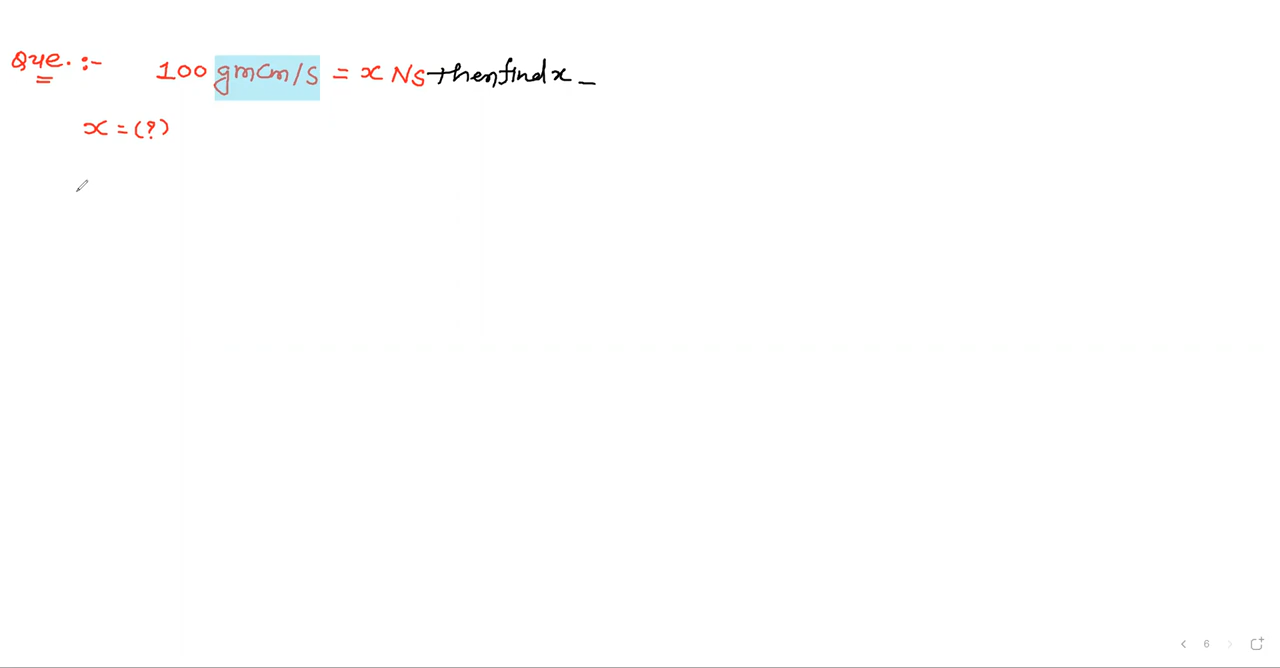 Que. :- 100 gmcm/s = x NS then find x _
x = (?)
6